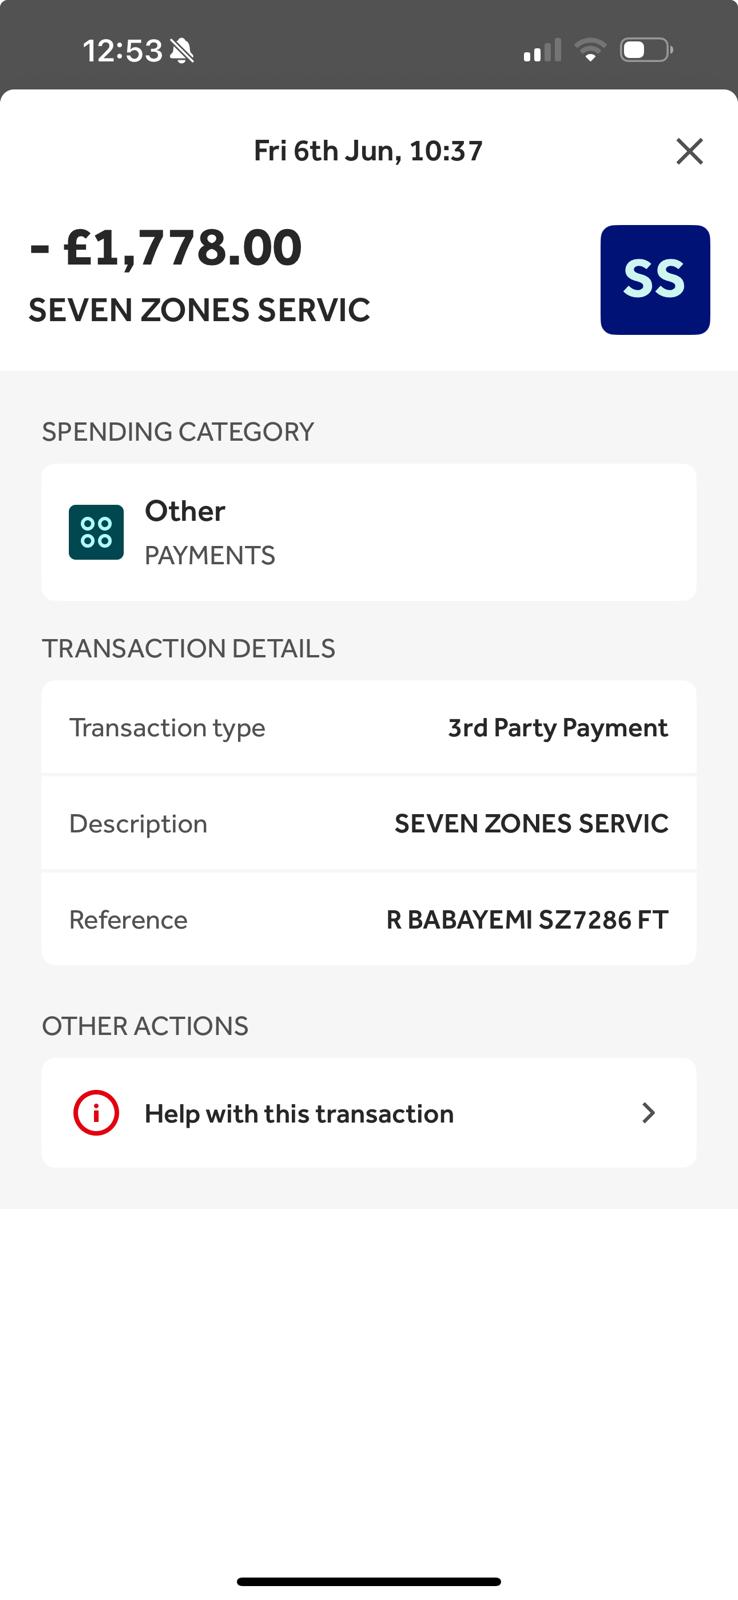 12:53
Fri 6th Jun, 10:37
- £1,778.00
SEVEN ZONES SERVIC
SS
SPENDING CATEGORY
Other
PAYMENTS
TRANSACTION DETAILS
Transaction type 3rd Party Payment
Description SEVEN ZONES SERVIC
Reference R BABAYEMI SZ7286 FT
OTHER ACTIONS
Help with this transaction